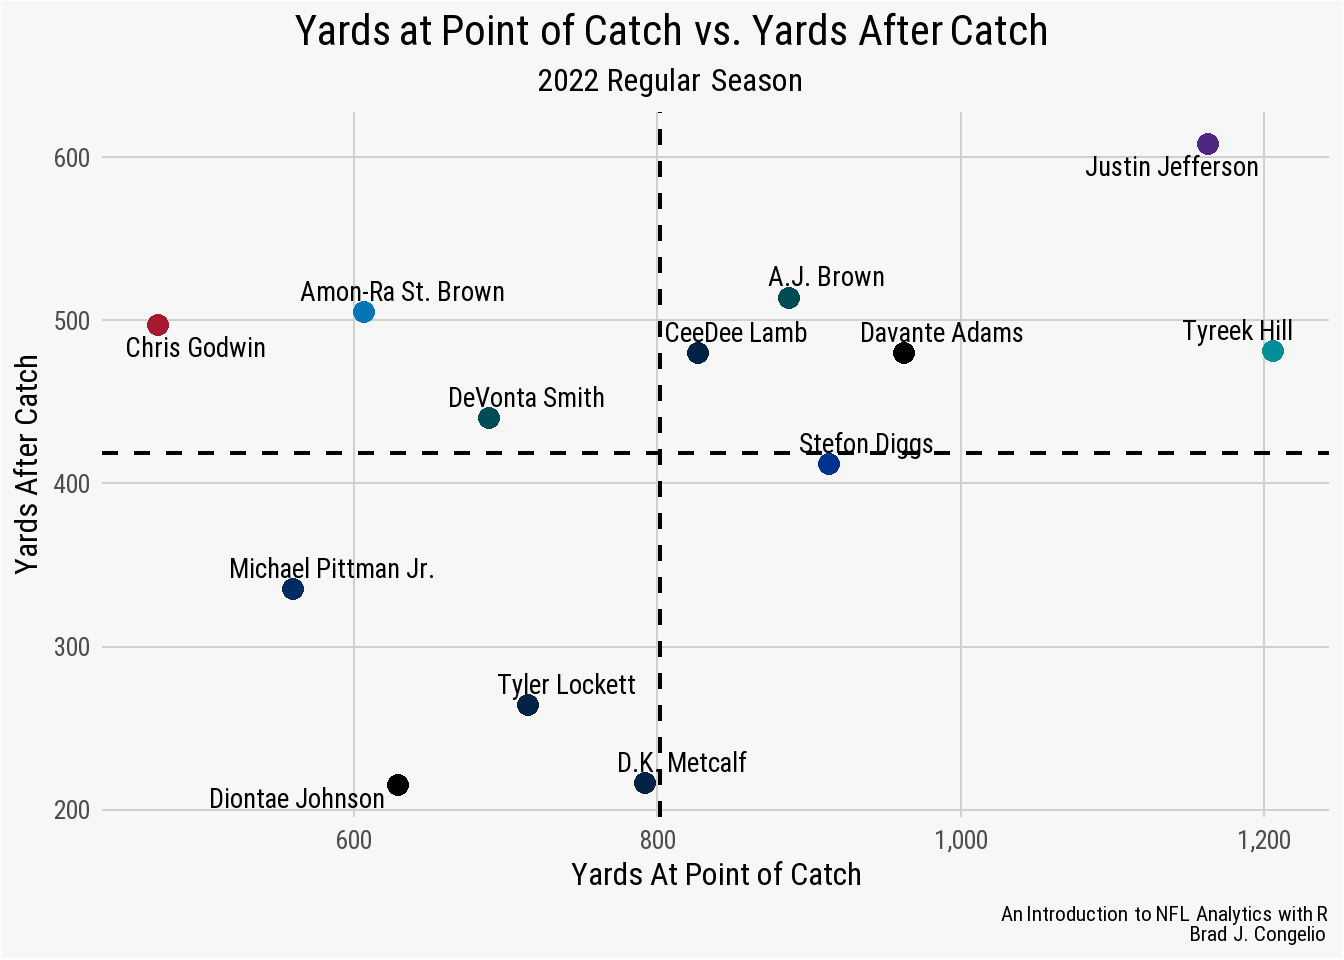 Yards at Point of Catch vs. Yards After Catch
2022 Regular Season
Yards After Catch
600
500
400
300
200
Justin Jefferson
A.J. Brown
Amon-Ra St. Brown
Chris Godwin
CeeDee Lamb
Davante Adams
Tyreek Hill
DeVonta Smith
Stefon Diggs
Michael Pittman Jr.
Tyler Lockett
D.K. Metcalf
Diontae Johnson
600
800
1,000
1,200
Yards At Point of Catch
An Introduction to NFL Analytics with R
Brad J. Congelio